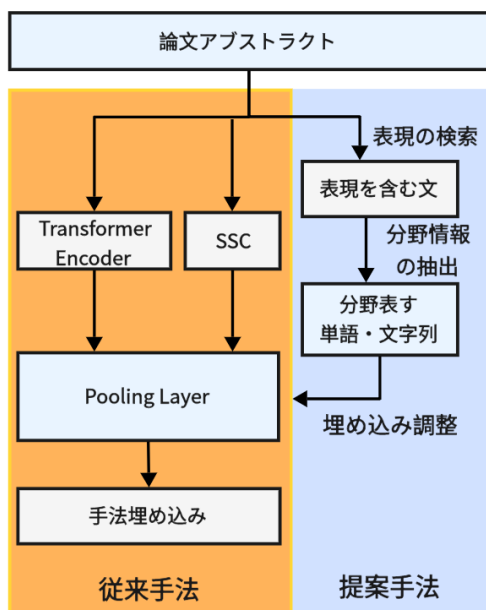 論文アブストラクト
表現の検索
表現を含む文
Transformer
Encoder
SSC
分野情報
の抽出
分野表す
単語・文字列
Pooling Layer
埋め込み調整
手法埋め込み
従来手法
提案手法